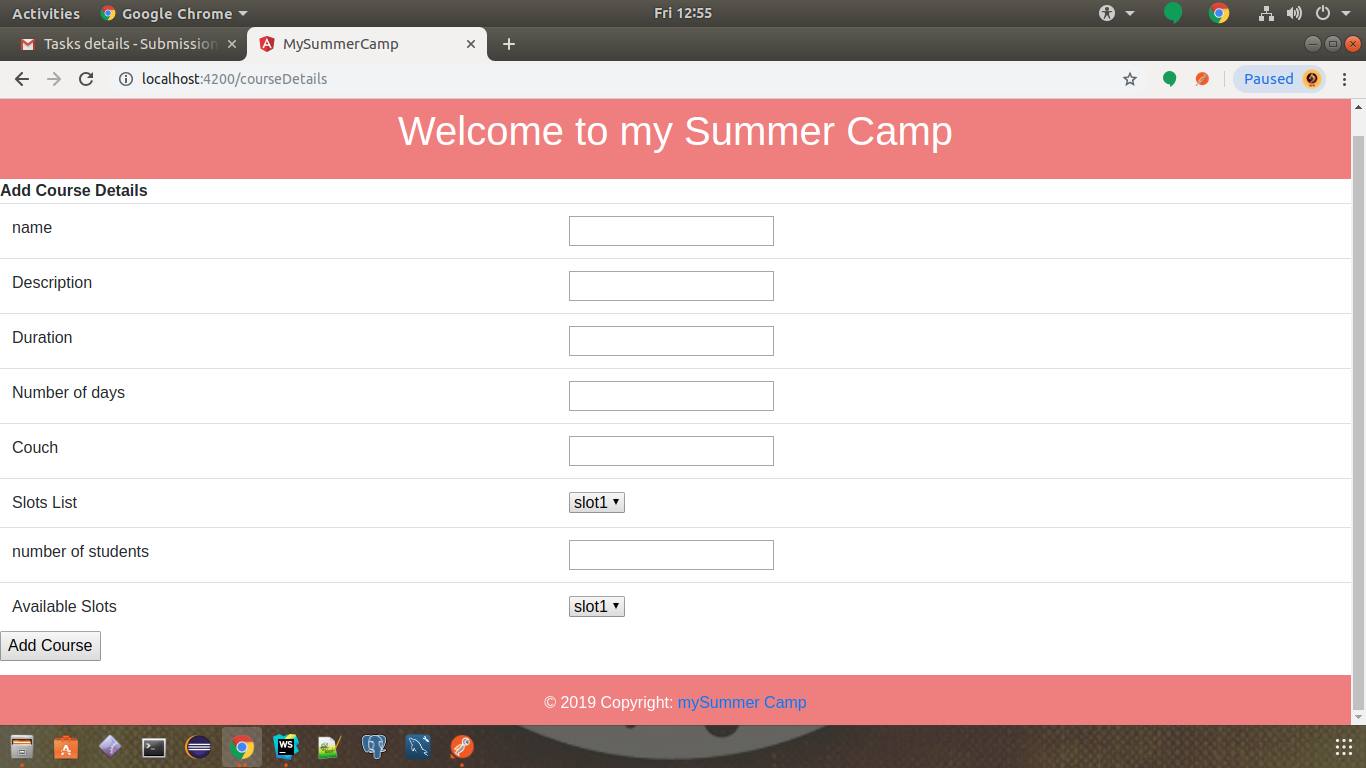 Activities Google Chrome Fri 12:55
Tasks details - Submission MySummerCamp
localhost:4200/courseDetails Paused
Welcome to my Summer Camp
Add Course Details
name
Description
Duration
Number of days
Couch
Slots List slot1
number of students
Available Slots slot1
Add Course
© 2019 Copyright: mySummer Camp
WS